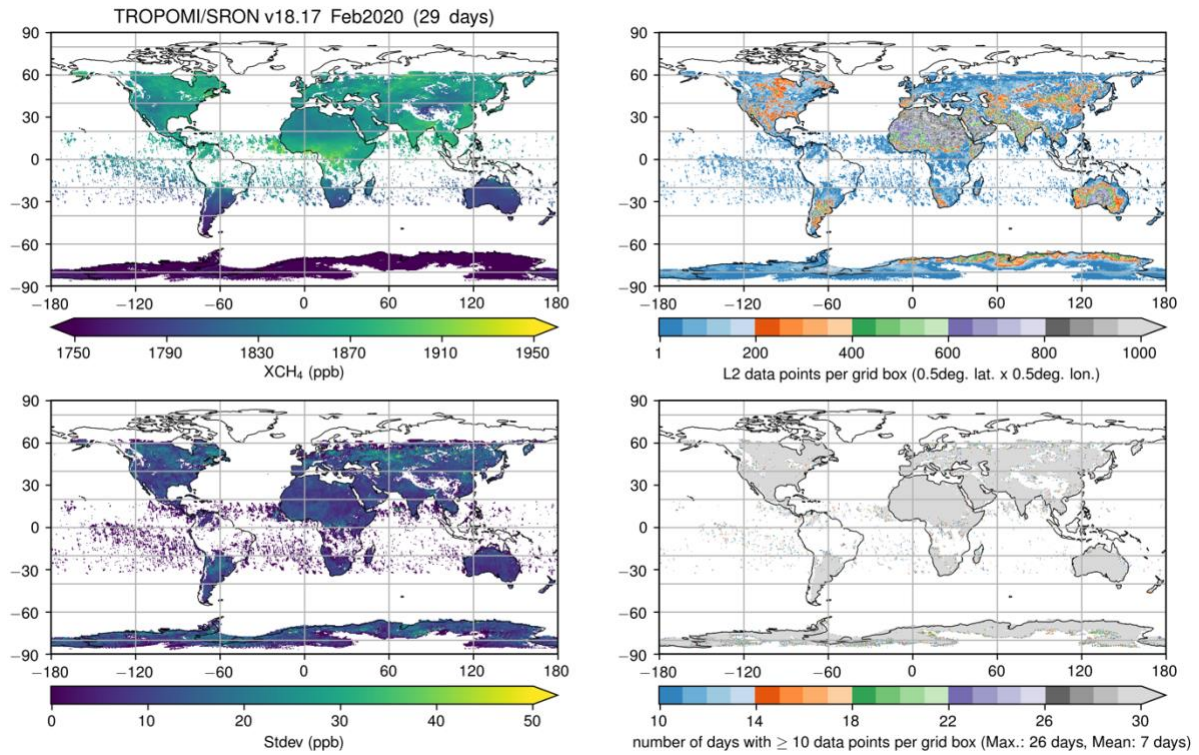 TROPOMI/SRON v18.17 Feb2020 (29 days)
90
60
30
0
−30
−60
−90
−180 −120 −60 0 60 120 180
1750 1790 1830 1870 1910 1950
XCH₄ (ppb)
90
60
30
0
−30
−60
−90
−180 −120 −60 0 60 120 180
1 200 400 600 800 1000
L2 data points per grid box (0.5deg. lat. x 0.5deg. lon.)
90
60
30
0
−30
−60
−90
−180 −120 −60 0 60 120 180
0 10 20 30 40 50
Stdev (ppb)
90
60
30
0
−30
−60
−90
−180 −120 −60 0 60 120 180
10 14 18 22 26 30
number of days with ≥ 10 data points per grid box (Max.: 26 days, Mean: 7 days)